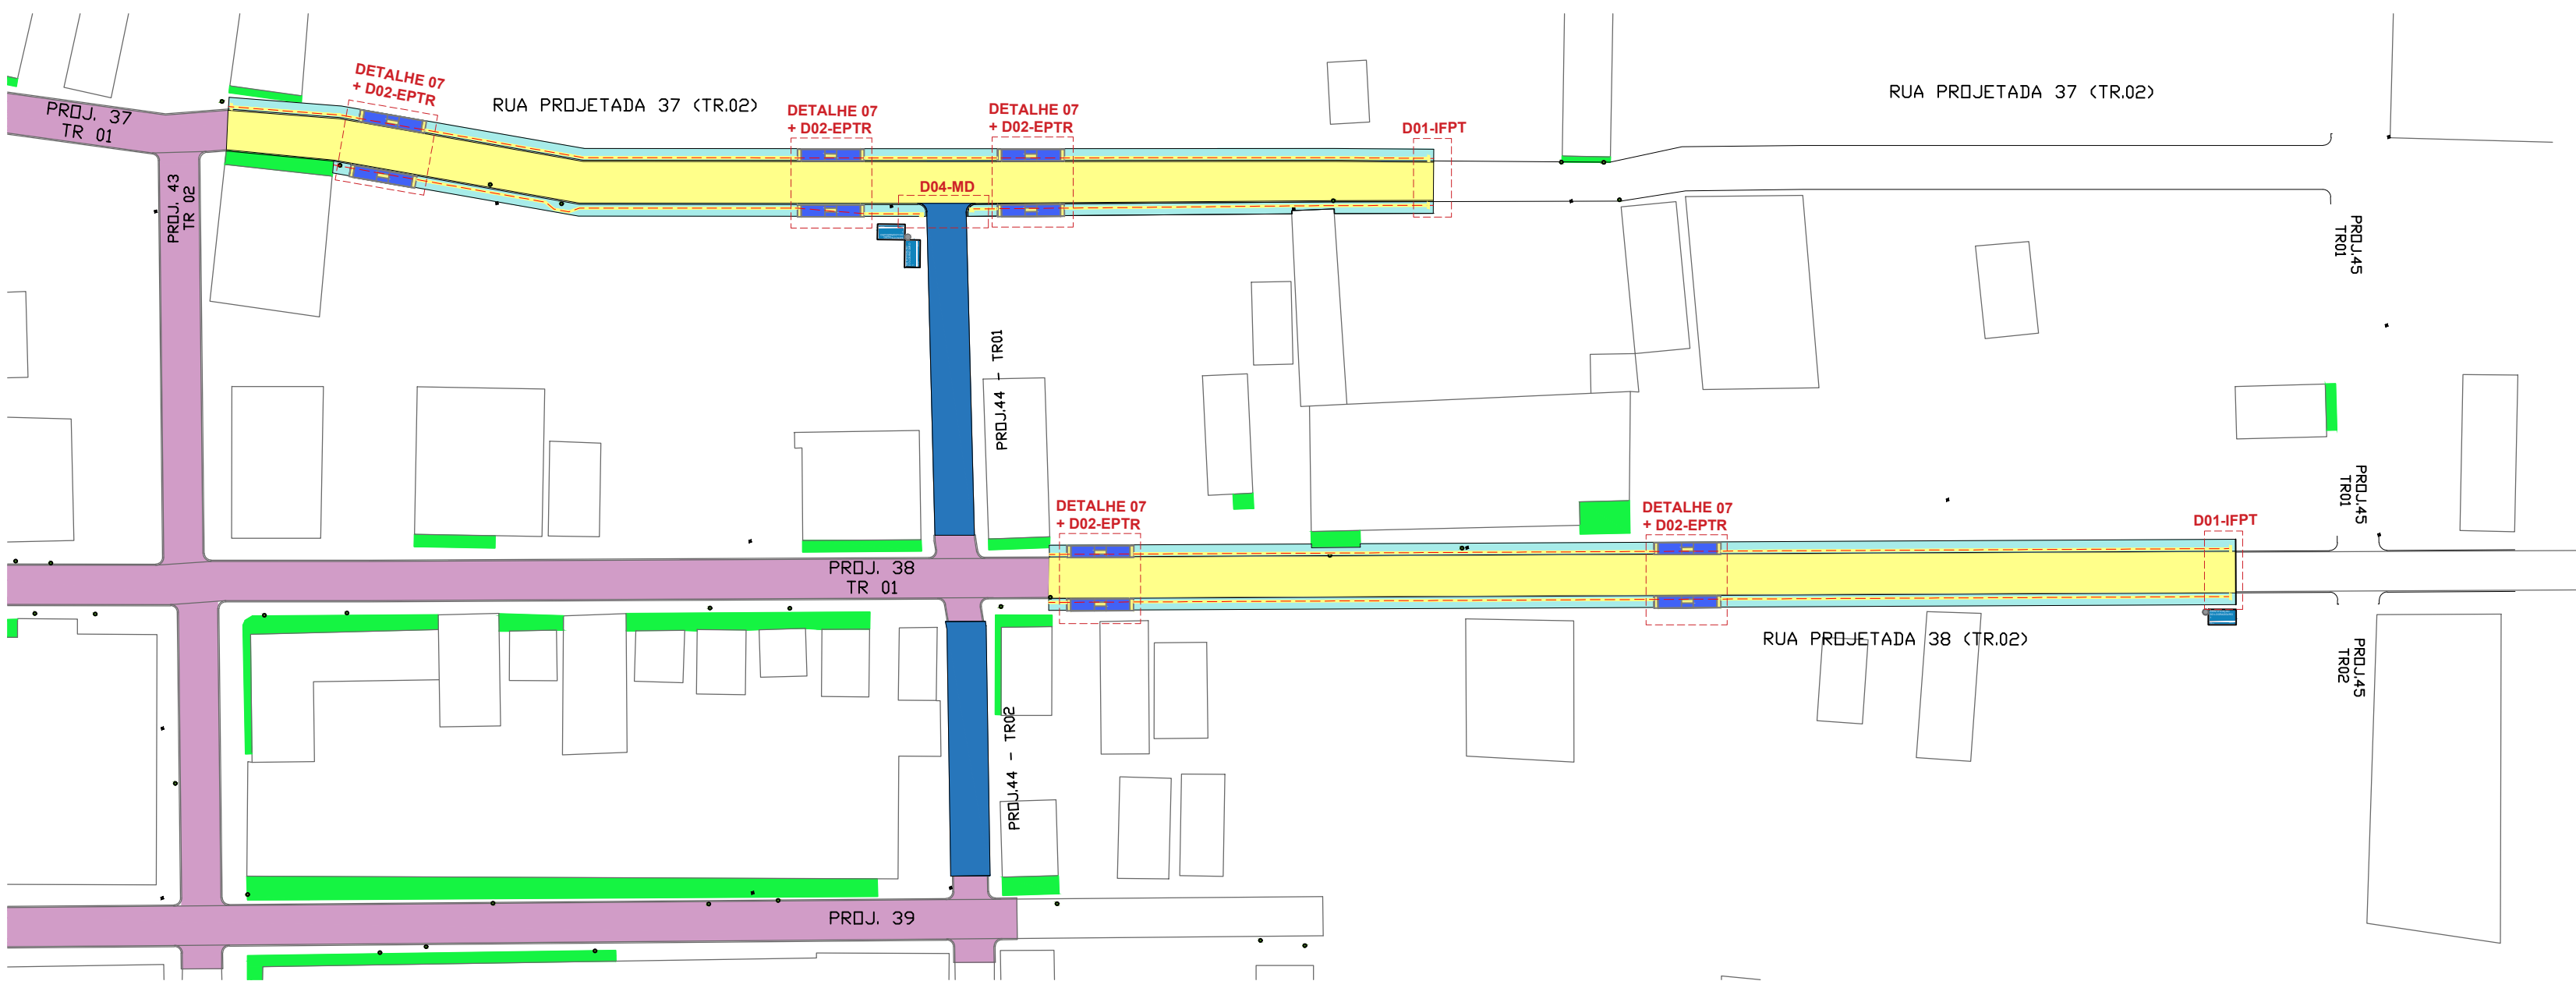 DETALHE 07
+ D02-EPTR
RUA PROJETADA 37 (TR.02)
DETALHE 07
+ D02-EPTR
DETALHE 07
+ D02-EPTR
D01-IFPT
RUA PROJETADA 37 (TR.02)
PROJ. 37
TR 01
PROJ. 43
TR 02
D04-MD
PROJ.45
TR01
PROJ.44 - TR01
PROJ.45
TR01
DETALHE 07
+ D02-EPTR
DETALHE 07
+ D02-EPTR
D01-IFPT
PROJ. 38
TR 01
RUA PROJETADA 38 (TR.02)
PROJ.45
TR02
PROJ.44 - TR02
PROJ. 39